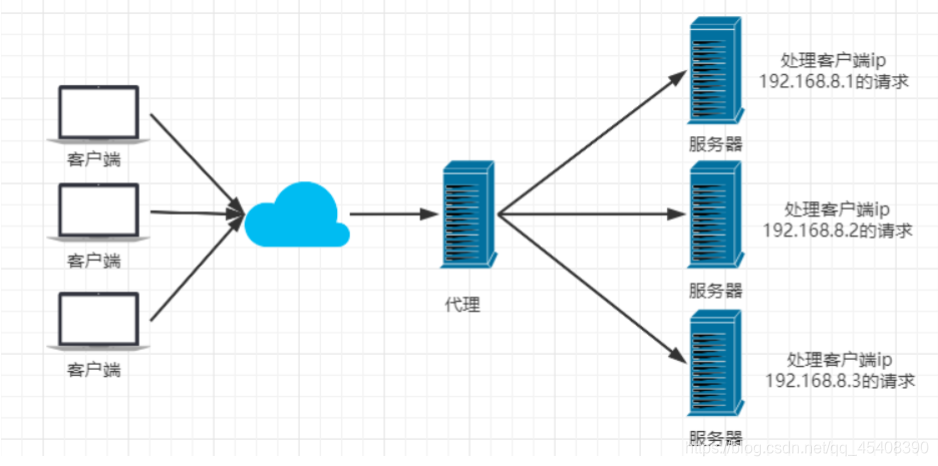 客户端
客户端
客户端
代理
服务器
处理客户端ip
192.168.8.1的请求
服务器
处理客户端ip
192.168.8.2的请求
服务器
处理客户端ip
192.168.8.3的请求
https://blog.csdn.net/qq_45408390